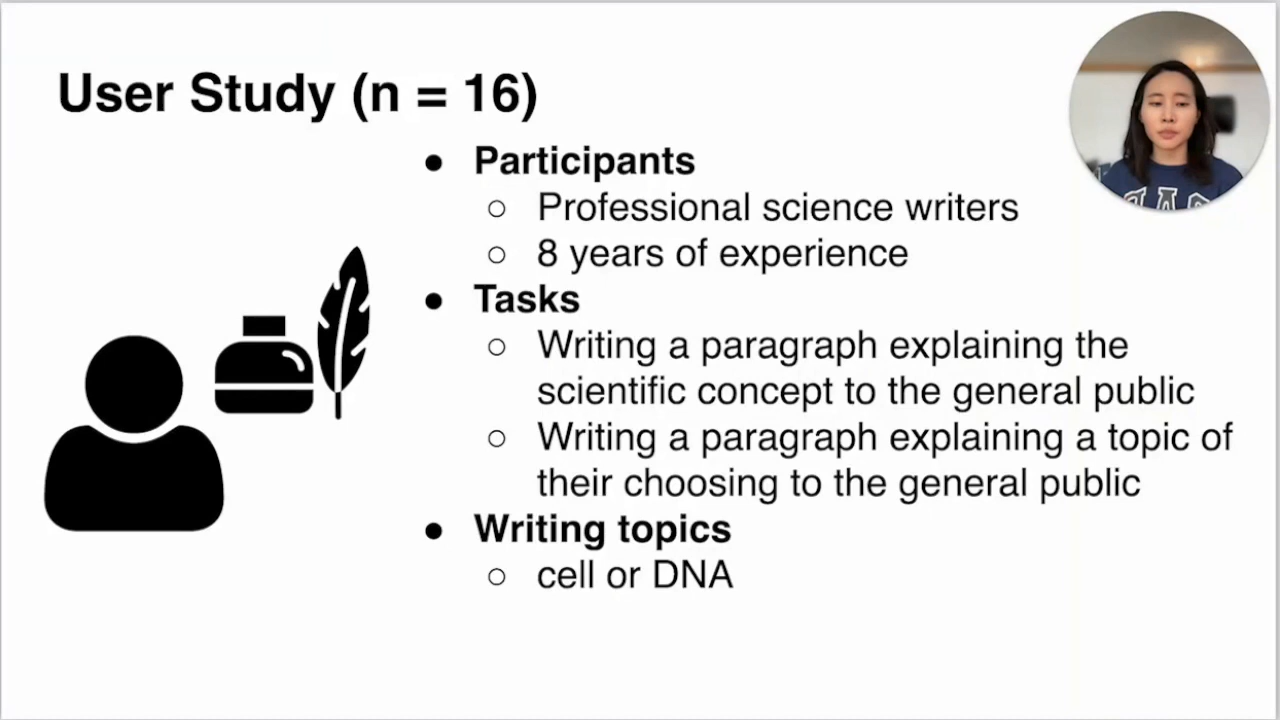 User Study (n = 16)
● Participants
○ Professional science writers
○ 8 years of experience
● Tasks
○ Writing a paragraph explaining the
scientific concept to the general public
○ Writing a paragraph explaining a topic of
their choosing to the general public
● Writing topics
○ cell or DNA